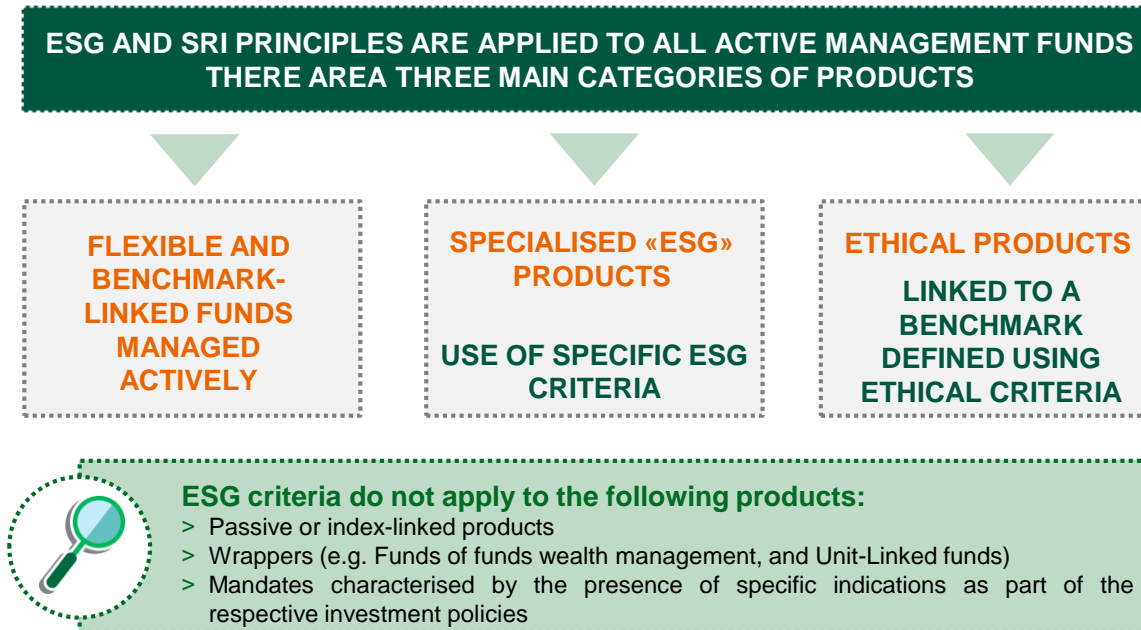 ESG AND SRI PRINCIPLES ARE APPLIED TO ALL ACTIVE MANAGEMENT FUNDS
THERE AREA THREE MAIN CATEGORIES OF PRODUCTS
FLEXIBLE AND
BENCHMARK-
LINKED FUNDS
MANAGED
ACTIVELY
SPECIALISED «ESG»
PRODUCTS
USE OF SPECIFIC ESG
CRITERIA
ETHICAL PRODUCTS
LINKED TO A
BENCHMARK
DEFINED USING
ETHICAL CRITERIA
ESG criteria do not apply to the following products:
> Passive or index-linked products
> Wrappers (e.g. Funds of funds wealth management, and Unit-Linked funds)
> Mandates characterised by the presence of specific indications as part of the
respective investment policies